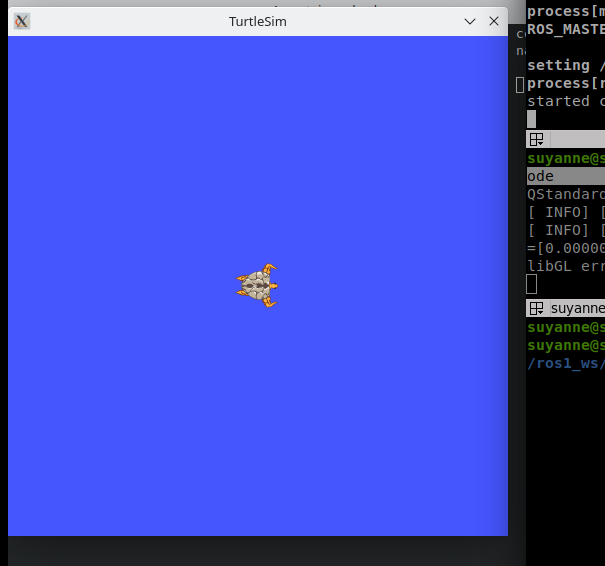 TurtleSim
process[m
ROS_MASTE
setting /
process[r
started c
suyanne@s
ode
QStandard
[ INFO] [
[ INFO] [
=[0.00000
libGL err
suyanne
suyanne@s
suyanne@s
/ros1_ws/